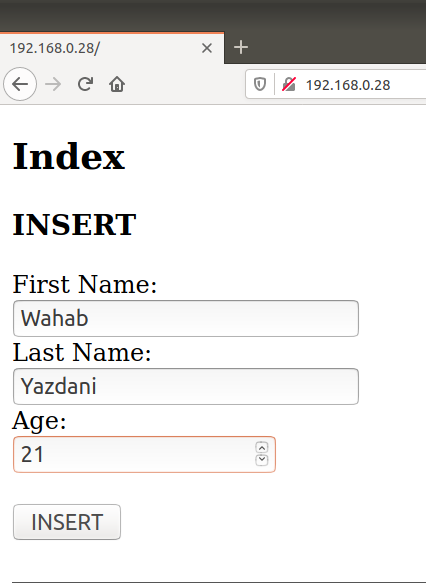 192.168.0.28/
192.168.0.28
Index
INSERT
First Name:
Wahab
Last Name:
Yazdani
Age:
21
INSERT